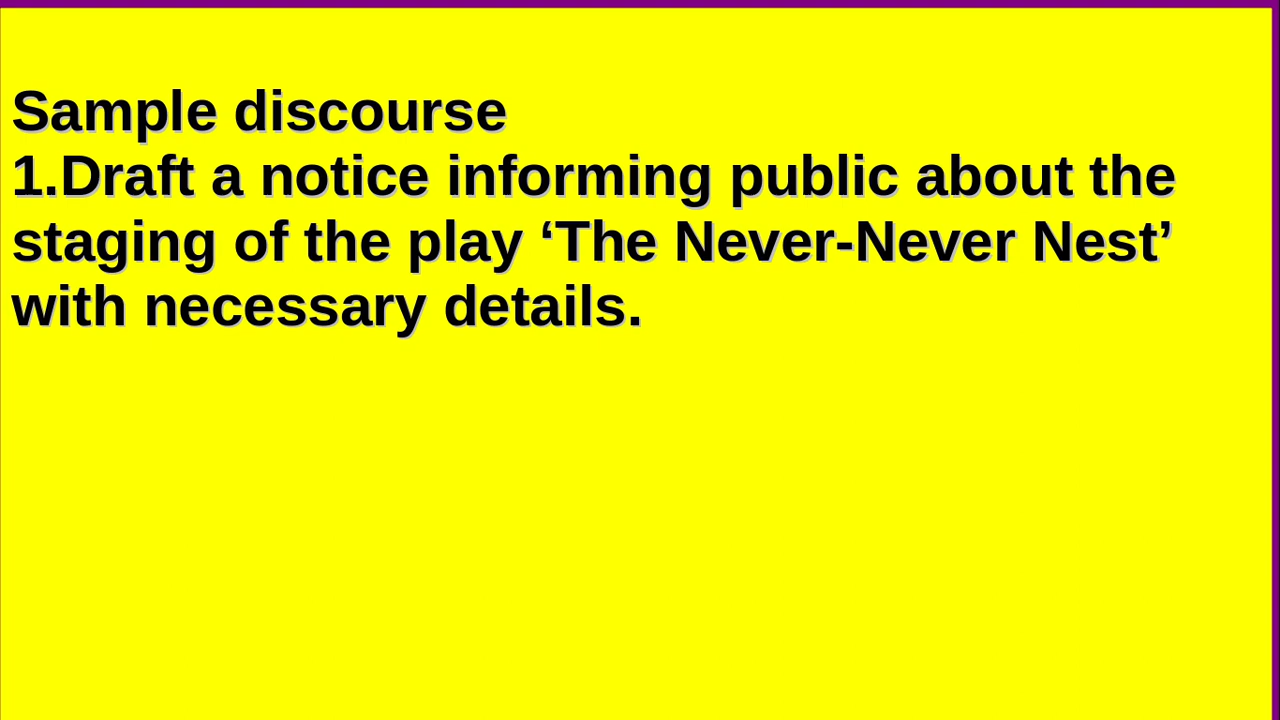 Sample discourse
1.Draft a notice informing public about the
staging of the play ‘The Never-Never Nest’
with necessary details.